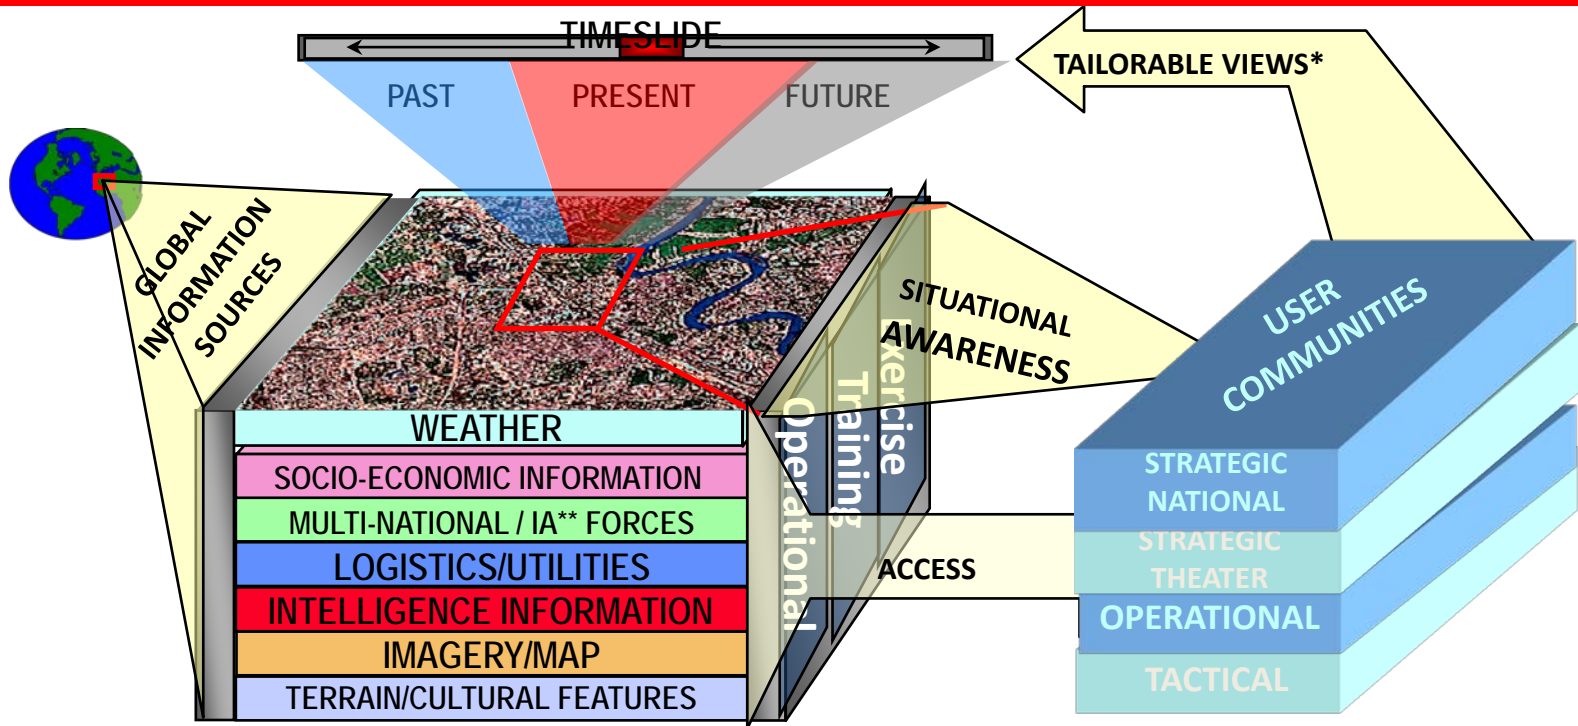 TIMESLIDE
PAST
PRESENT
FUTURE
TAILORABLE VIEWS*
GLOBAL
INFORMATION
SOURCES
SITUATIONAL
AWARENESS
USER
COMMUNITIES
WEATHER
SOCIO-ECONOMIC INFORMATION
MULTI-NATIONAL / IA** FORCES
LOGISTICS/UTILITIES
INTELLIGENCE INFORMATION
IMAGERY/MAP
TERRAIN/CULTURAL FEATURES
Operational
Training
Exercise
ACCESS
STRATEGIC
NATIONAL
STRATEGIC
THEATER
OPERATIONAL
TACTICAL